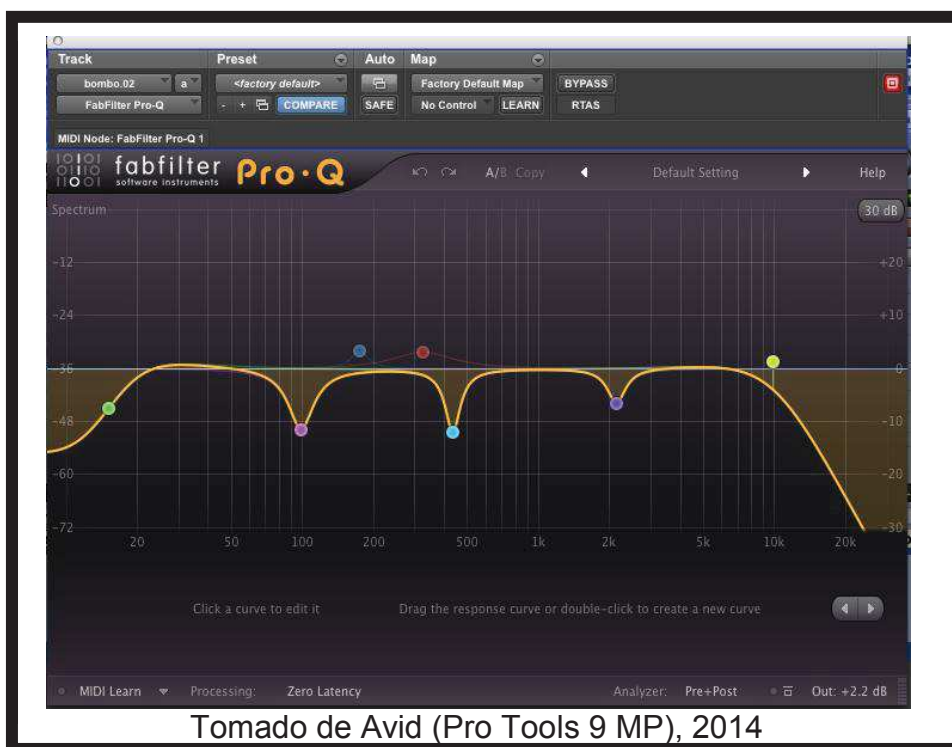 Track Preset Auto Map
bombo.02 a <factory default> Factory Default Map BYPASS
FabFilter Pro-Q - + COMPARE SAFE No Control LEARN RTAS
MIDI Node: FabFilter Pro-Q 1
fabfilter Pro·Q A/B Copy Default Setting Help
software instruments
Spectrum 30 dB
-12 +20
-24 +10
-36 0
-48 -10
-60 -20
-72 -30
20 50 100 200 500 1k 2k 5k 10k 20k
Click a curve to edit it Drag the response curve or double-click to create a new curve
MIDI Learn Processing: Zero Latency Analyzer: Pre+Post Out: +2.2 dB
Tomado de Avid (Pro Tools 9 MP), 2014